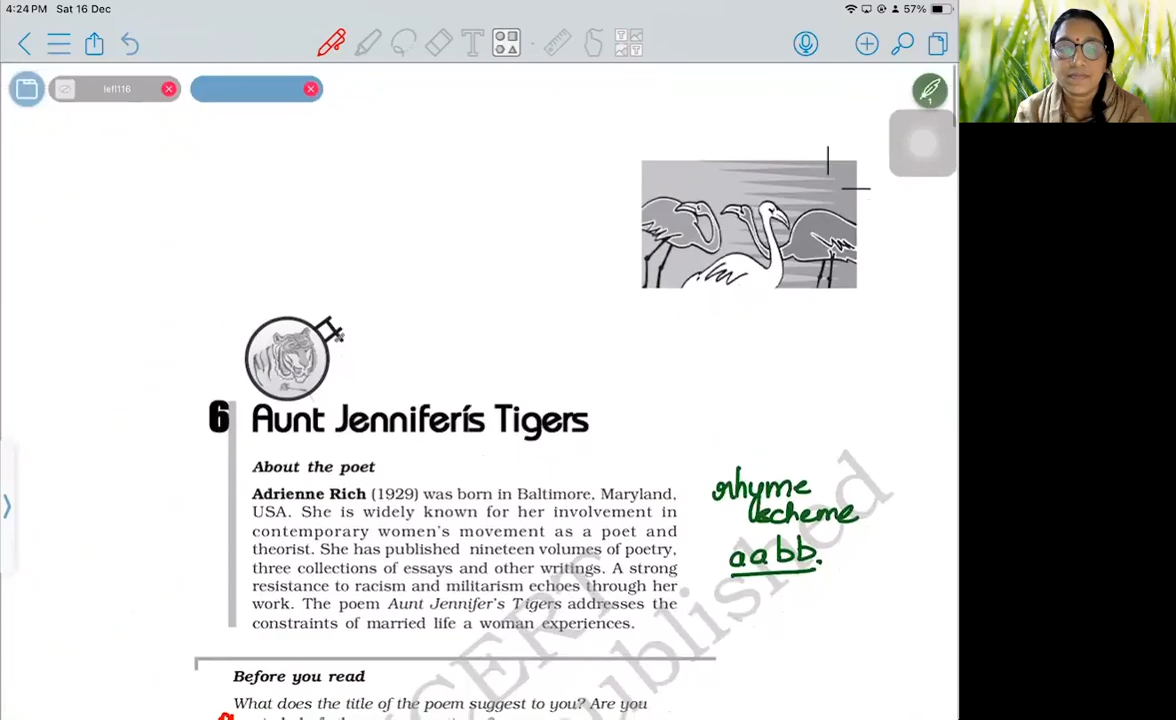 4:24 PM Sat 16 Dec
57%
lefl116
1
6 Aunt Jenniferís Tigers
About the poet
Adrienne Rich (1929) was born in Baltimore, Maryland,
USA. She is widely known for her involvement in
contemporary women's movement as a poet and
theorist. She has published nineteen volumes of poetry,
three collections of essays and other writings. A strong
resistance to racism and militarism echoes through her
work. The poem Aunt Jennifer's Tigers addresses the
constraints of married life a woman experiences.
rhyme
scheme
aabb.
Before you read
What does the title of the poem suggest to you? Are you